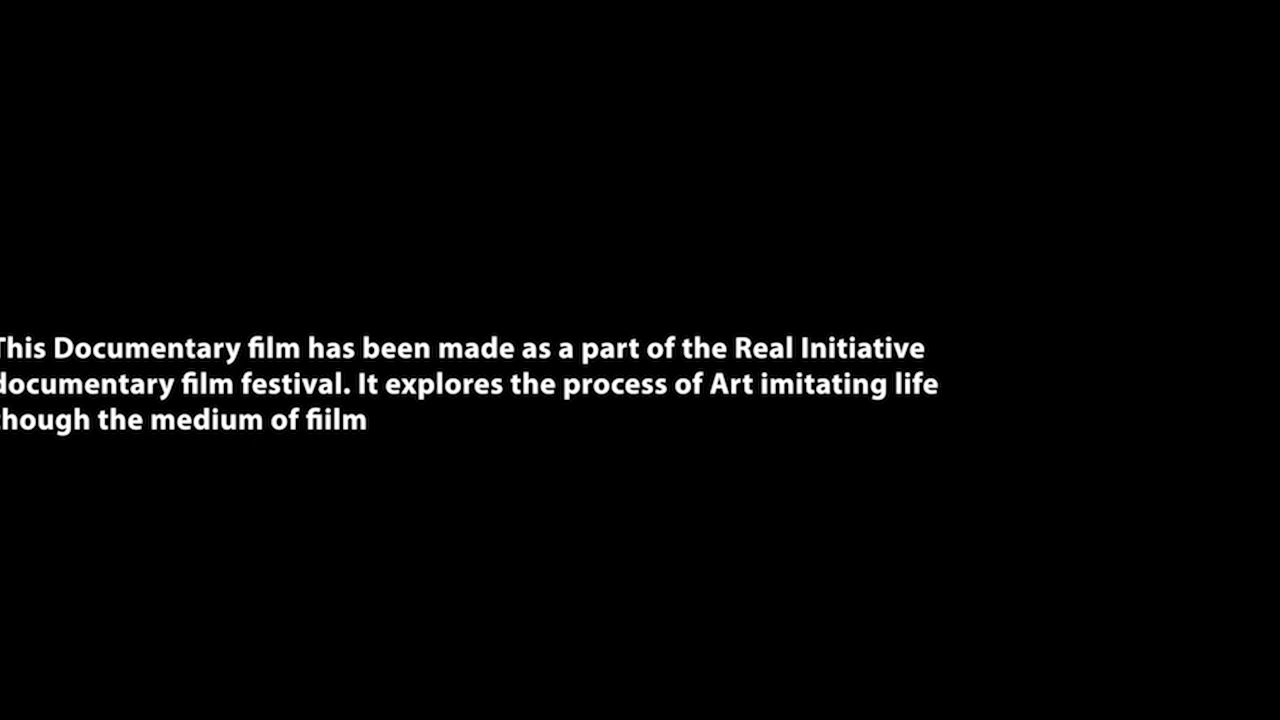 This Documentary film has been made as a part of the Real Initiative
documentary film festival. It explores the process of Art imitating life
though the medium of fiilm